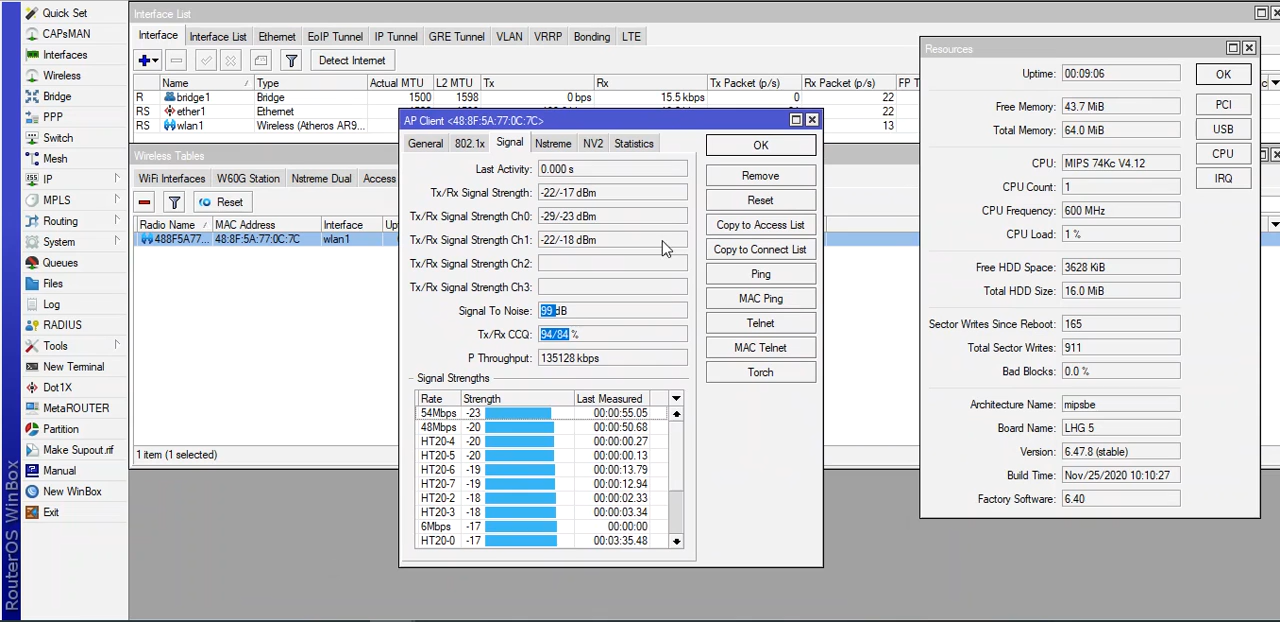 Quick Set
CAPsMAN
Interfaces
Wireless
Bridge
PPP
Switch
Mesh
IP
MPLS
Routing
System
Queues
Files
Log
RADIUS
Tools
New Terminal
Dot1X
MetaROUTER
Partition
Make Supout.rif
Manual
New WinBox
Exit
RouterOS WinBox
Interface List
Interface Interface List Ethernet EoIP Tunnel IP Tunnel GRE Tunnel VLAN VRRP Bonding LTE
Detect Internet
Name Type Actual MTU L2 MTU Tx Rx Tx Packet (p/s) Rx Packet (p/s) FP T
R bridge1 Bridge 1500 1598 0 bps 15.5 kbps 0 22
RS ether1 Ethernet 22
RS wlan1 Wireless (Atheros AR9... 13
Wireless Tables
WiFi Interfaces W60G Station Nstreme Dual Access
Reset
Radio Name MAC Address Interface Up
488F5A77... 48:8F:5A:77:0C:7C wlan1
1 item (1 selected)
AP Client <48:8F:5A:77:0C:7C>
General 802.1x Signal Nstreme NV2 Statistics
Last Activity: 0.000 s
Tx/Rx Signal Strength: -22/-17 dBm
Tx/Rx Signal Strength Ch0: -29/-23 dBm
Tx/Rx Signal Strength Ch1: -22/-18 dBm
Tx/Rx Signal Strength Ch2:
Tx/Rx Signal Strength Ch3:
Signal To Noise: 99 dB
Tx/Rx CCQ: 94/84 %
P Throughput: 135128 kbps
Signal Strengths
Rate Strength Last Measured
54Mbps -23 00:00:55.05
48Mbps -20 00:00:50.68
HT20-4 -20 00:00:00.27
HT20-5 -20 00:00:00.13
HT20-6 -19 00:00:13.79
HT20-7 -19 00:00:12.94
HT20-2 -18 00:00:02.33
HT20-3 -18 00:00:03.34
6Mbps -17 00:00:00
HT20-0 -17 00:03:35.48
OK
Remove
Reset
Copy to Access List
Copy to Connect List
Ping
MAC Ping
Telnet
MAC Telnet
Torch
Resources
Uptime: 00:09:06
Free Memory: 43.7 MiB
Total Memory: 64.0 MiB
CPU: MIPS 74Kc V4.12
CPU Count: 1
CPU Frequency: 600 MHz
CPU Load: 1 %
Free HDD Space: 3628 KiB
Total HDD Size: 16.0 MiB
Sector Writes Since Reboot: 165
Total Sector Writes: 911
Bad Blocks: 0.0 %
Architecture Name: mipsbe
Board Name: LHG 5
Version: 6.47.8 (stable)
Build Time: Nov/25/2020 10:10:27
Factory Software: 6.40
OK
PCI
USB
CPU
IRQ